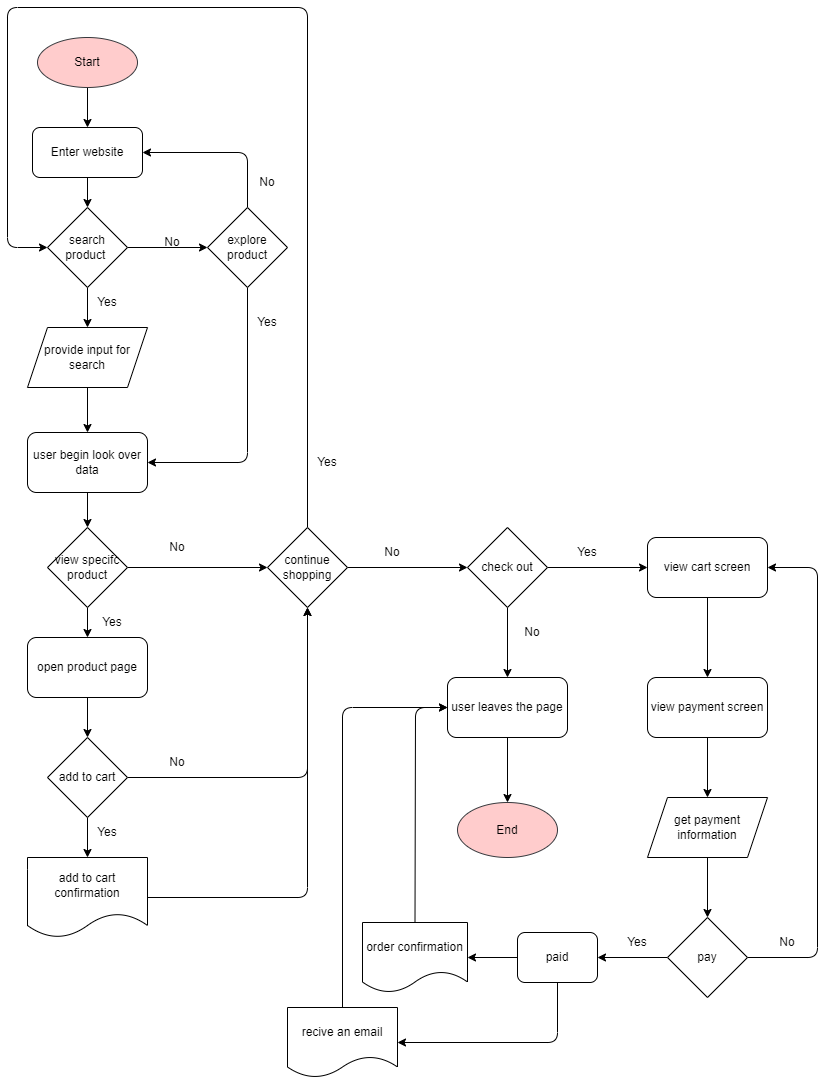 Start
Enter website
No
search
product
No
explore
product
Yes
Yes
provide input for
search
user begin look over
data
Yes
view specifc
product
No
continue
shopping
No
check out
Yes
view cart screen
Yes
No
open product page
user leaves the page
view payment screen
add to cart
No
Yes
End
get payment
information
add to cart
confirmation
order confirmation
paid
Yes
pay
No
recive an email